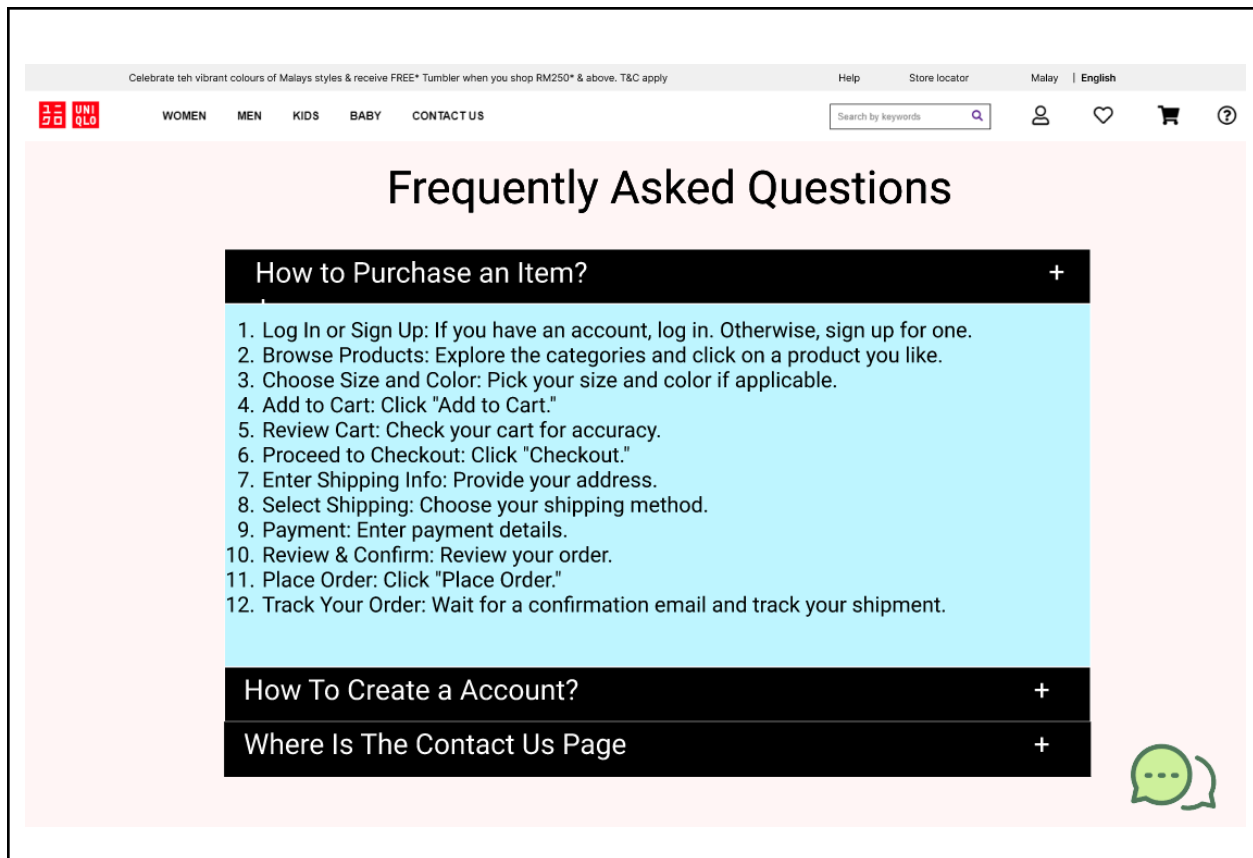 Celebrate teh vibrant colours of Malays styles & receive FREE* Tumbler when you shop RM250* & above. T&C apply Help Store locator Malay | English
ユニ UNI
クロ QLO
WOMEN MEN KIDS BABY CONTACT US Search by keywords
Frequently Asked Questions
How to Purchase an Item? +
1. Log In or Sign Up: If you have an account, log in. Otherwise, sign up for one.
2. Browse Products: Explore the categories and click on a product you like.
3. Choose Size and Color: Pick your size and color if applicable.
4. Add to Cart: Click "Add to Cart."
5. Review Cart: Check your cart for accuracy.
6. Proceed to Checkout: Click "Checkout."
7. Enter Shipping Info: Provide your address.
8. Select Shipping: Choose your shipping method.
9. Payment: Enter payment details.
10. Review & Confirm: Review your order.
11. Place Order: Click "Place Order."
12. Track Your Order: Wait for a confirmation email and track your shipment.
How To Create a Account? +
Where Is The Contact Us Page +